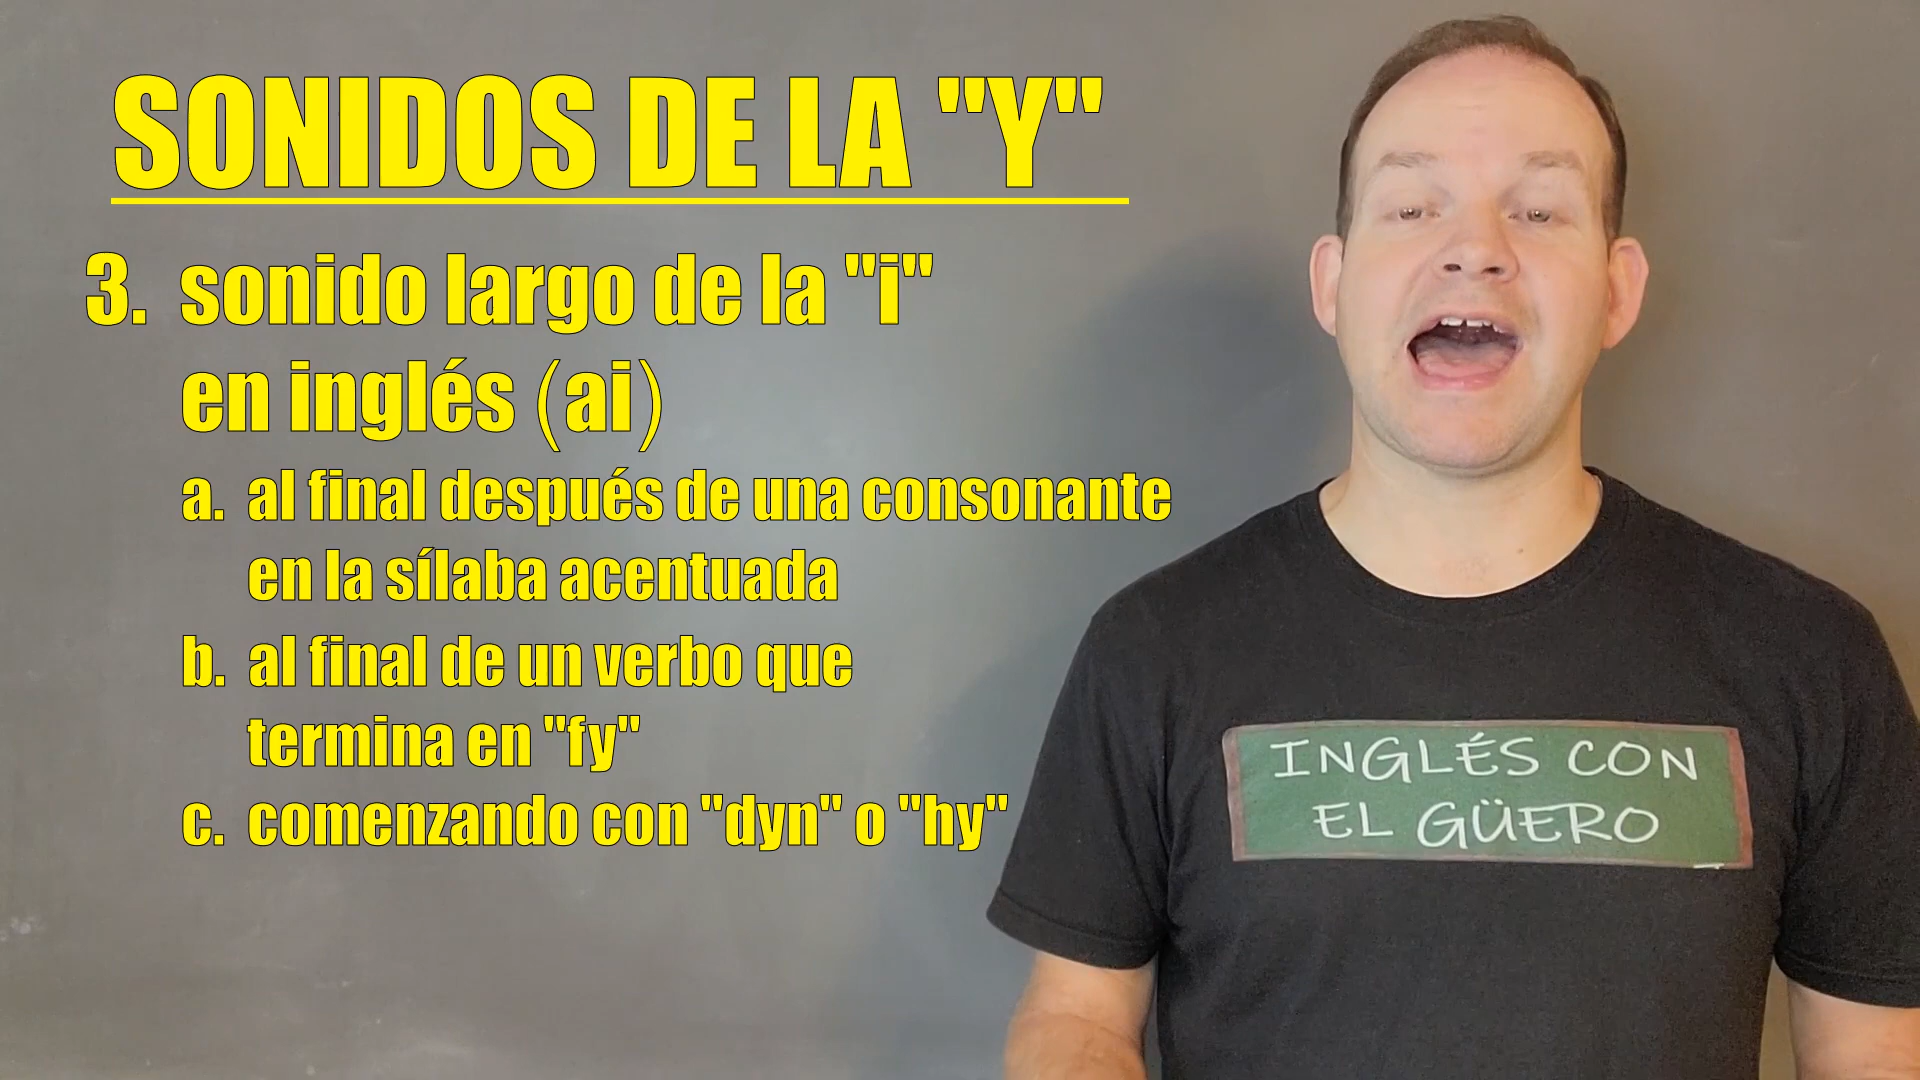 SONIDOS DE LA "Y"
3. sonido largo de la "i"
en inglés (ai)
a. al final después de una consonante
en la sílaba acentuada
b. al final de un verbo que
termina en "fy"
c. comenzando con "dyn" o "hy"
INGLÉS CON
EL GÜERO